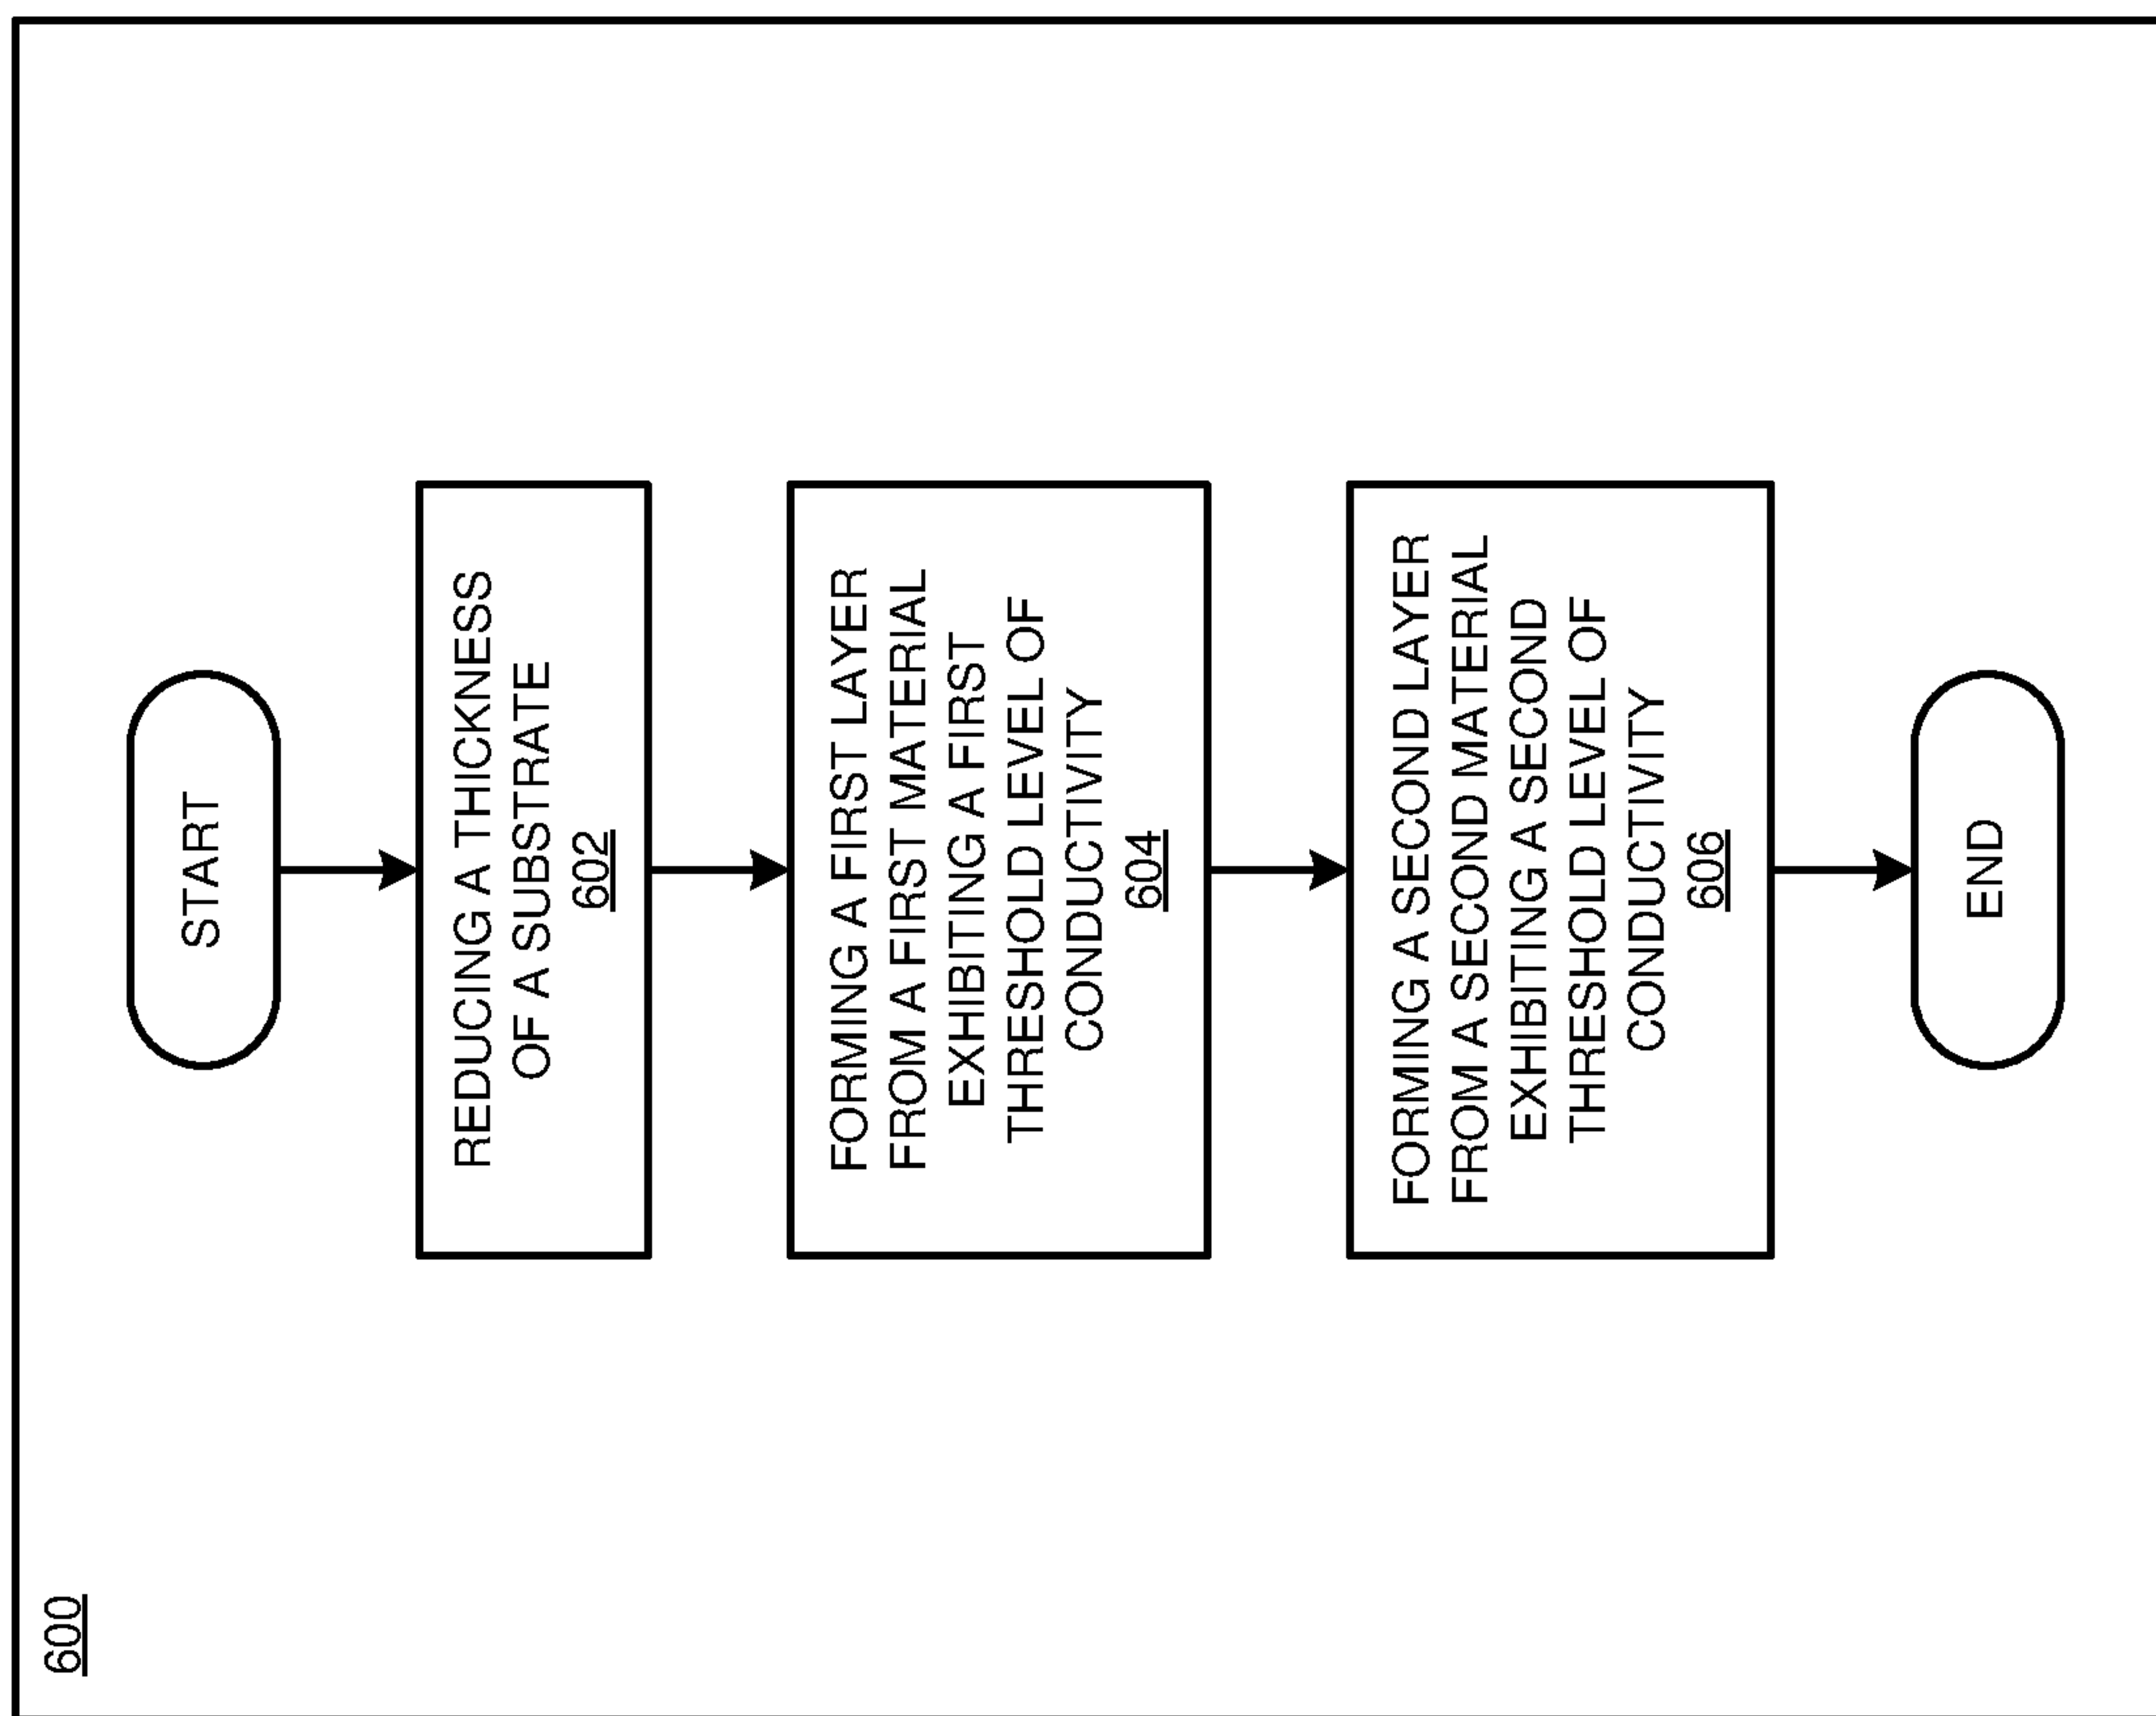 600
START
REDUCING A THICKNESS
OF A SUBSTRATE
602
FORMING A FIRST LAYER
FROM A FIRST MATERIAL
EXHIBITING A FIRST
THRESHOLD LEVEL OF
CONDUCTIVITY
604
FORMING A SECOND LAYER
FROM A SECOND MATERIAL
EXHIBITING A SECOND
THRESHOLD LEVEL OF
CONDUCTIVITY
606
END